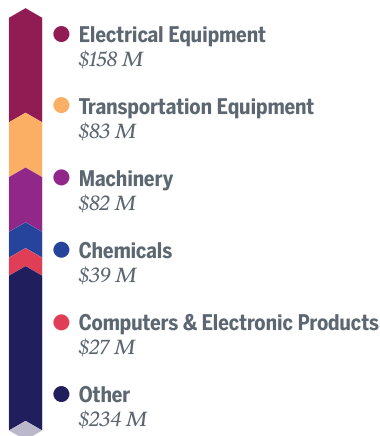 Electrical Equipment
$158 M
Transportation Equipment
$83 M
Machinery
$82 M
Chemicals
$39 M
Computers & Electronic Products
$27 M
Other
$234 M